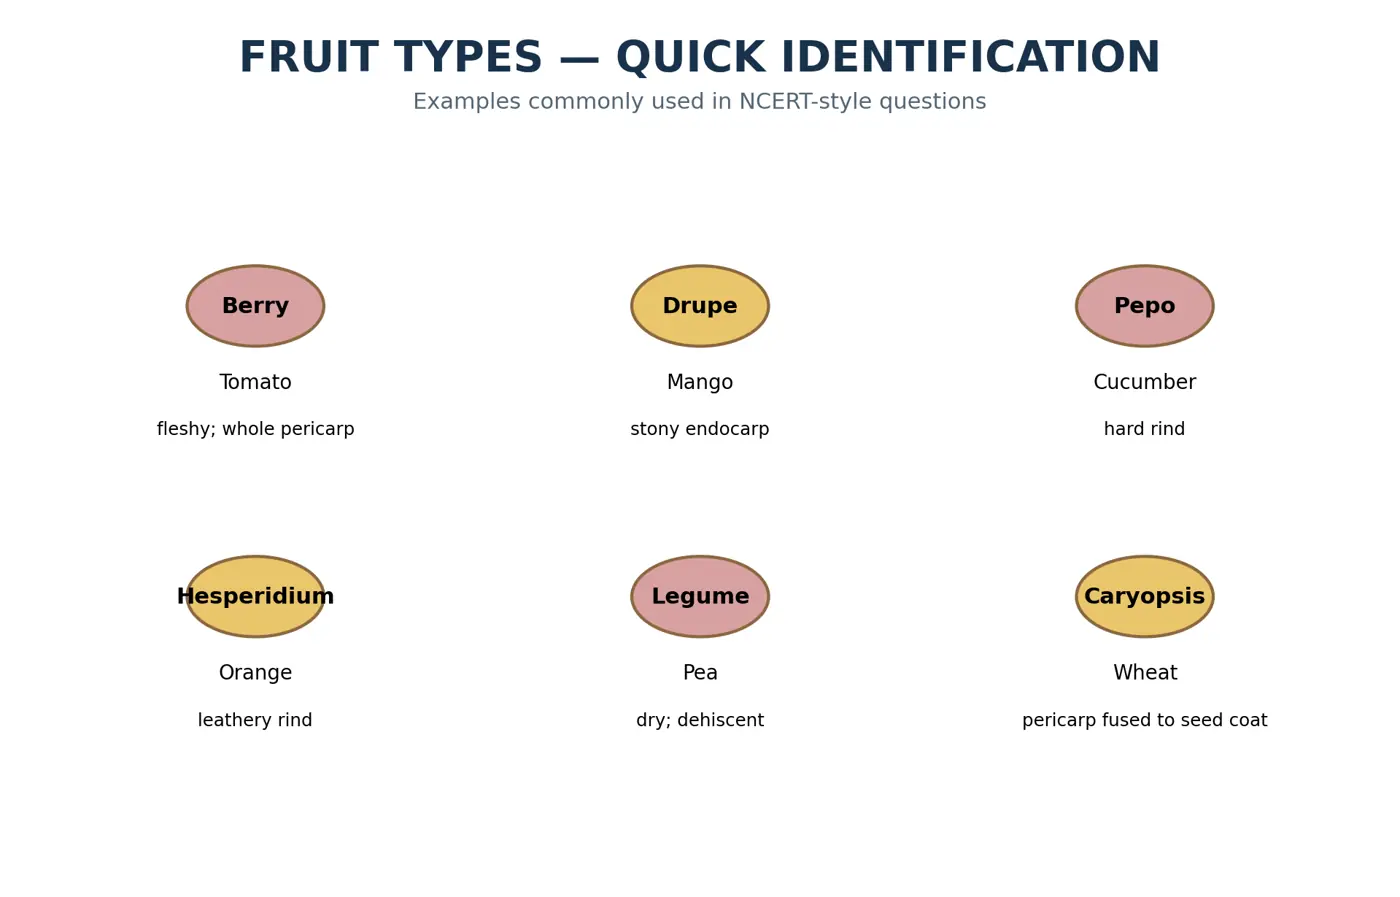 FRUIT TYPES — QUICK IDENTIFICATION
Examples commonly used in NCERT-style questions
Berry
Tomato
fleshy; whole pericarp
Drupe
Mango
stony endocarp
Pepo
Cucumber
hard rind
Hesperidium
Orange
leathery rind
Legume
Pea
dry; dehiscent
Caryopsis
Wheat
pericarp fused to seed coat